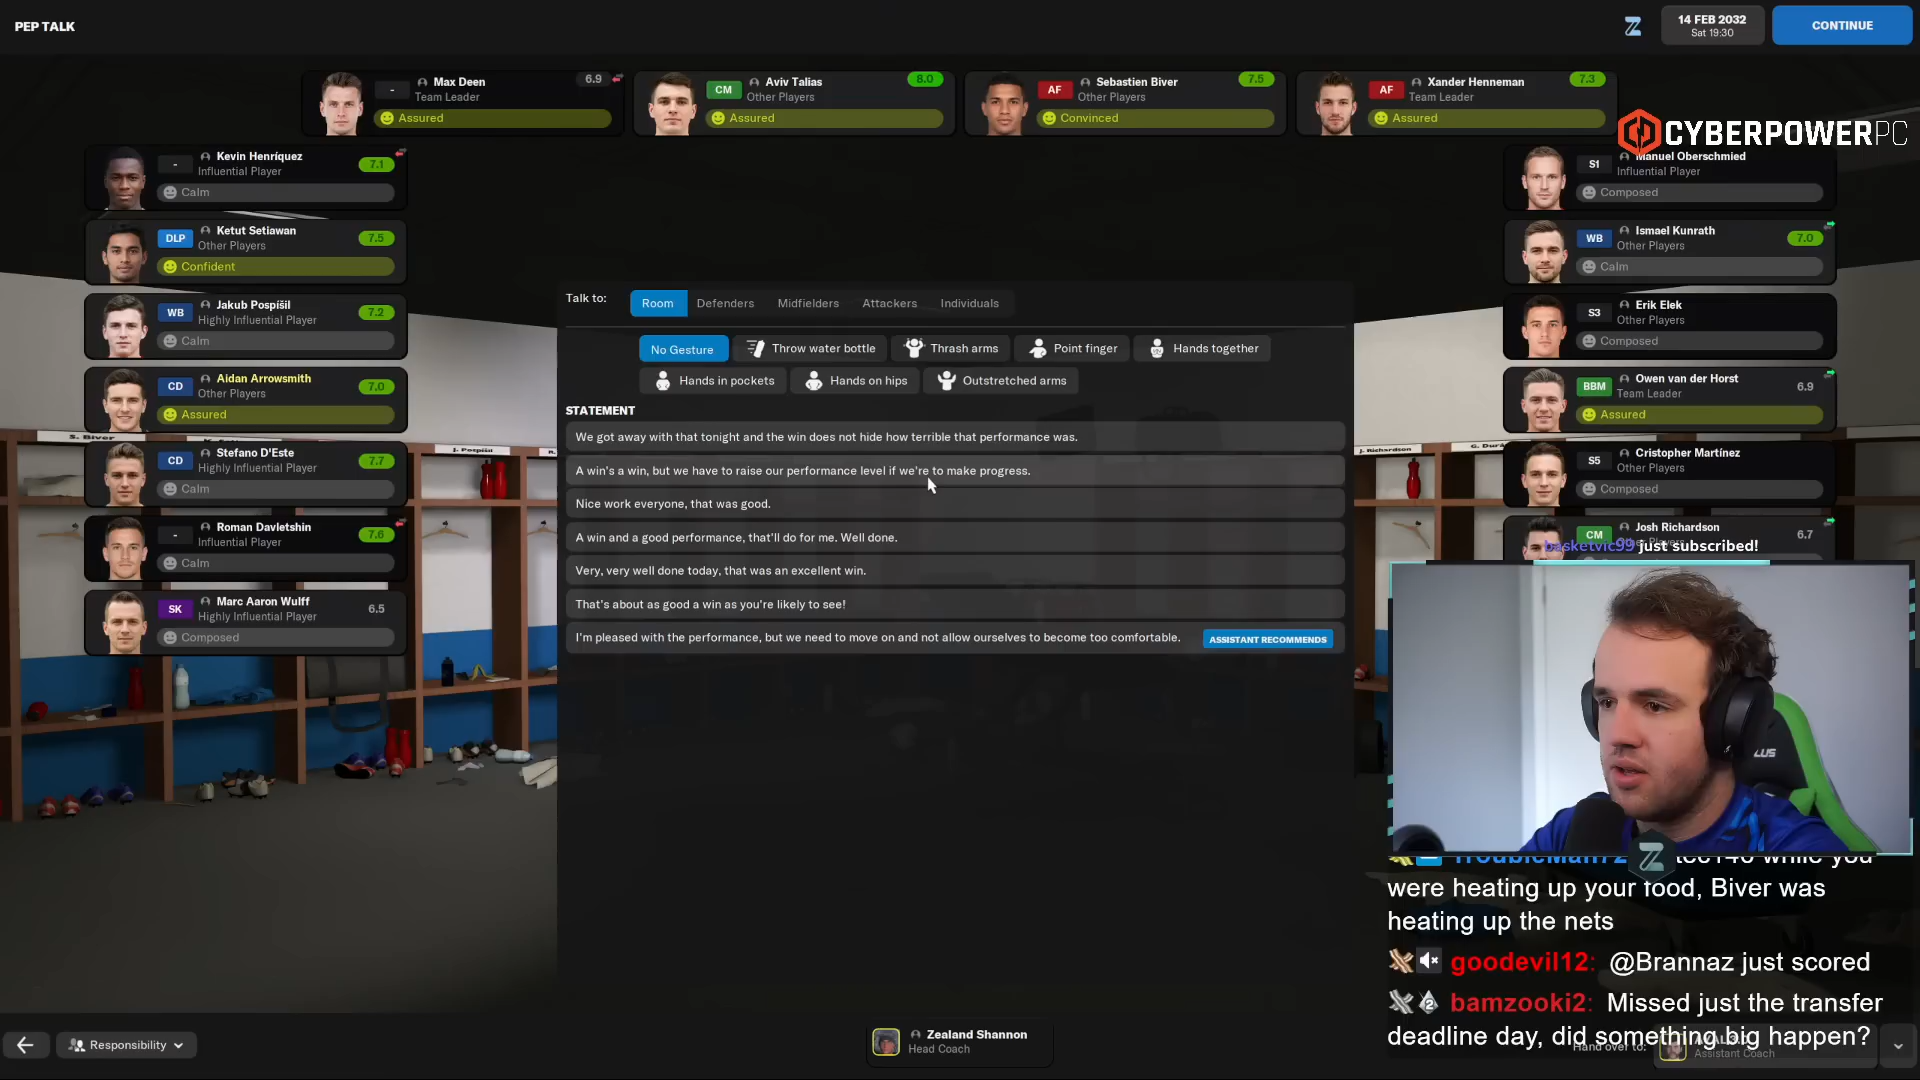 PEP TALK
14 FEB 2032
Sat 19:30
CONTINUE
- Max Deen 6.9
Team Leader
Assured
CM Aviv Talias 8.0
Other Players
Assured
AF Sebastien Biver 7.5
Other Players
Convinced
AF Xander Henneman 7.3
Team Leader
Assured
CYBERPOWERPC
- Kevin Henríquez 7.1
Influential Player
Calm
DLP Ketut Setiawan 7.5
Other Players
Confident
WB Jakub Pospíšil 7.2
Highly Influential Player
Calm
CD Aidan Arrowsmith 7.0
Other Players
Assured
CD Stefano D'Este 7.7
Highly Influential Player
Calm
- Roman Davletshin 7.6
Influential Player
Calm
SK Marc Aaron Wulff 6.5
Highly Influential Player
Composed
S. Biver
J. Pospíšil
J. Richardson
Talk to: Room Defenders Midfielders Attackers Individuals
No Gesture Throw water bottle Thrash arms Point finger Hands together
Hands in pockets Hands on hips Outstretched arms
STATEMENT
We got away with that tonight and the win does not hide how terrible that performance was.
A win's a win, but we have to raise our performance level if we're to make progress.
Nice work everyone, that was good.
A win and a good performance, that'll do for me. Well done.
Very, very well done today, that was an excellent win.
That's about as good a win as you're likely to see!
I'm pleased with the performance, but we need to move on and not allow ourselves to become too comfortable. ASSISTANT RECOMMENDS
S1 Manuel Oberschmied
Influential Player
Composed
WB Ismael Kunrath 7.0
Other Players
Calm
S3 Erik Elek
Other Players
Composed
BBM Owen van der Horst 6.9
Team Leader
Assured
S5 Cristopher Martínez
Other Players
Composed
CM Josh Richardson 6.7
basketvic99 just subscribed!
while you
were heating up your food, Biver was
heating up the nets
goodevil12: @Brannaz just scored
bamzooki2: Missed just the transfer
deadline day, did something big happen?
Responsibility
Zealand Shannon
Head Coach
Hand over to:
Assistant Coach